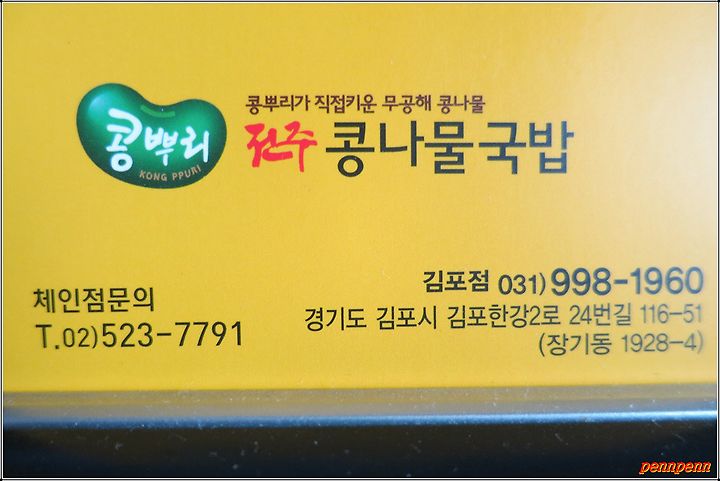 콩뿌리
KONG PPURI
콩뿌리가 직접키운 무공해 콩나물
전주 콩나물국밥
체인점문의
T.02)523-7791
김포점 031)998-1960
경기도 김포시 김포한강2로 24번길 116-51
(장기동 1928-4)
pennpenn